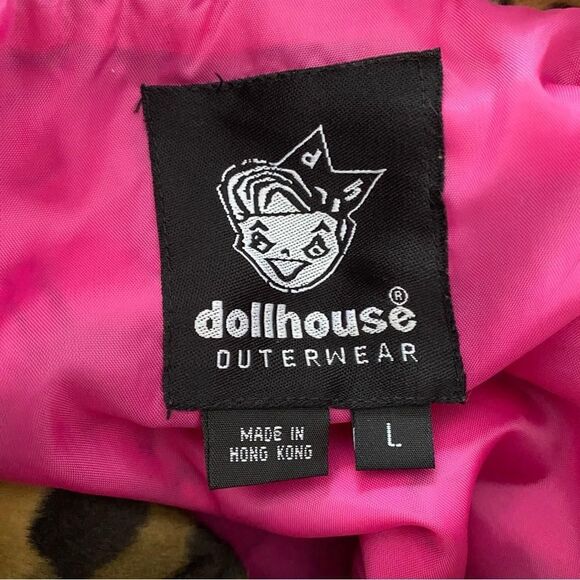 d h
dollhouse®
OUTERWEAR
MADE IN
HONG KONG
L